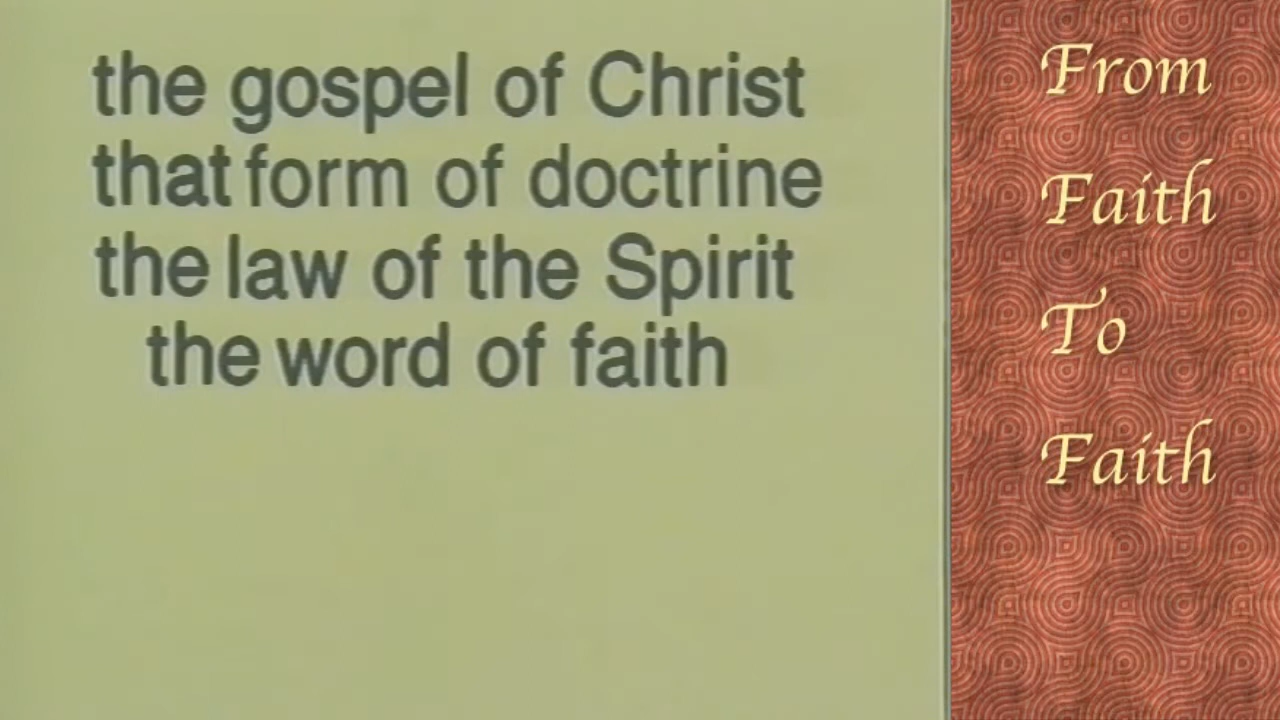 the gospel of Christ
that form of doctrine
the law of the Spirit
the word of faith
From
Faith
To
Faith